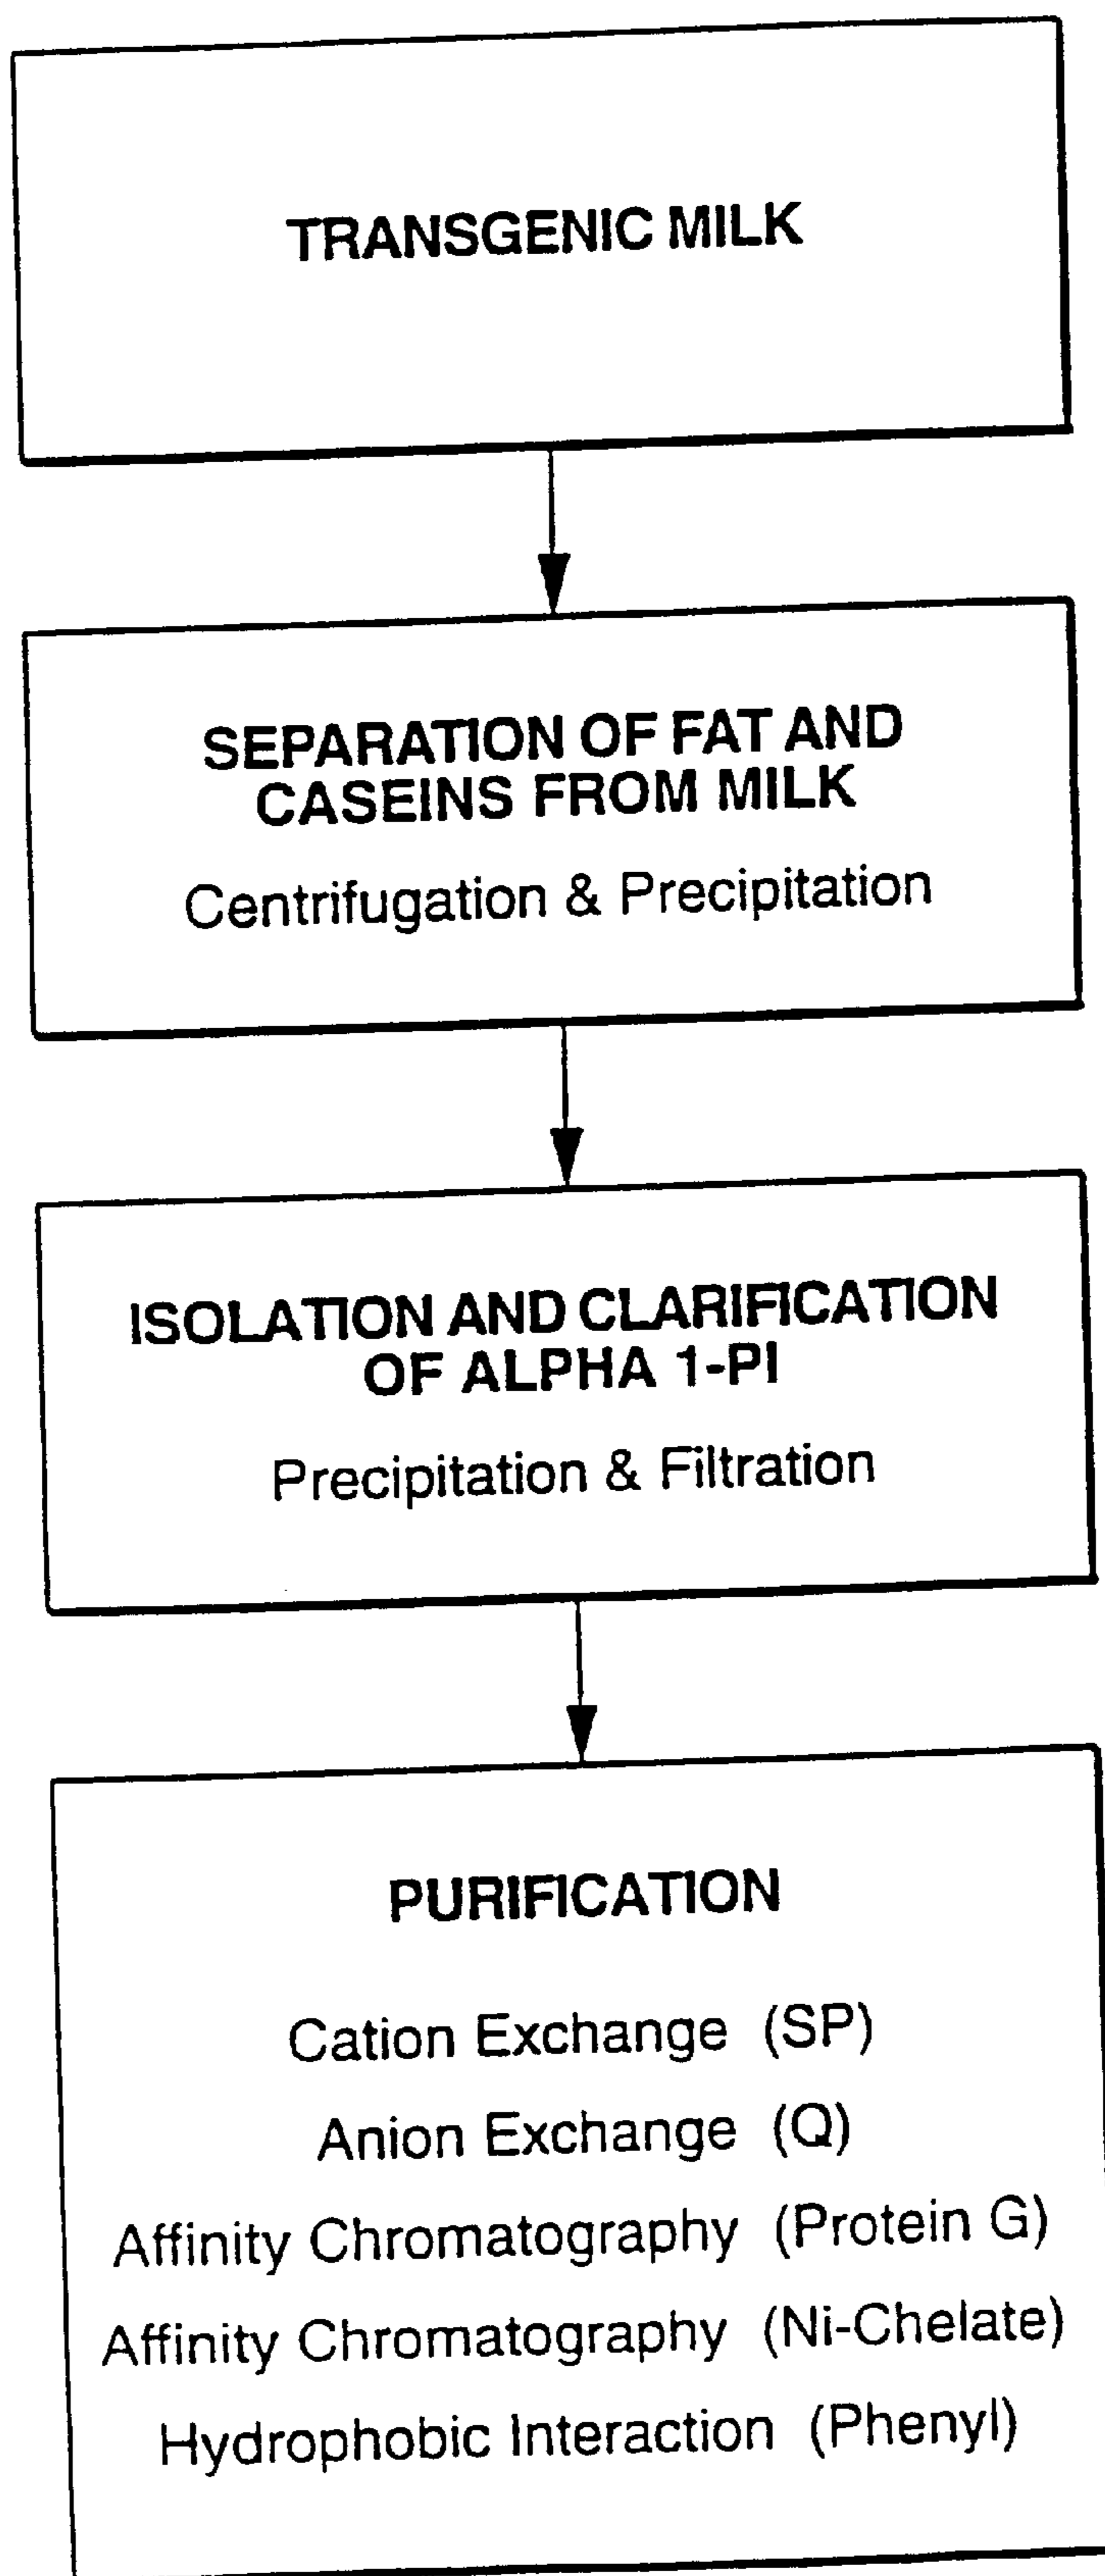 TRANSGENIC MILK
SEPARATION OF FAT AND
CASEINS FROM MILK
Centrifugation & Precipitation
ISOLATION AND CLARIFICATION
OF ALPHA 1-PI
Precipitation & Filtration
PURIFICATION
Cation Exchange (SP)
Anion Exchange (Q)
Affinity Chromatography (Protein G)
Affinity Chromatography (Ni-Chelate)
Hydrophobic Interaction (Phenyl)